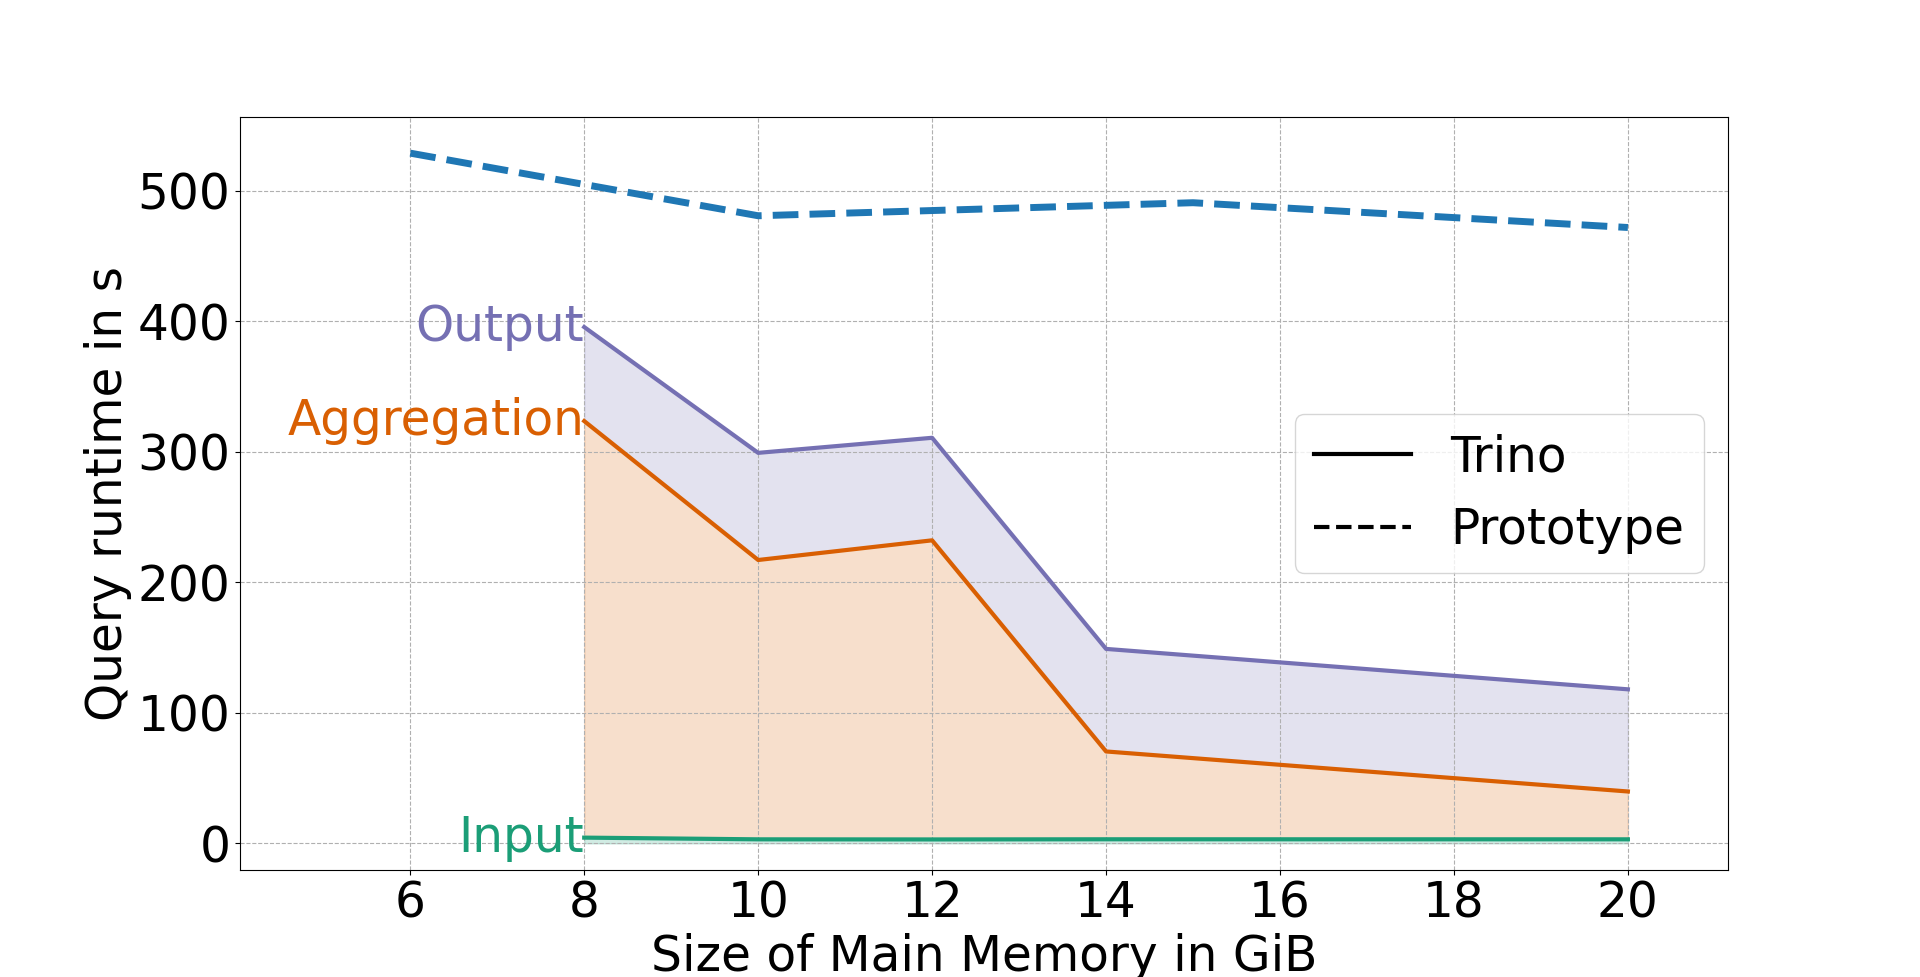 Query runtime in s
500
400
300
200
100
0
Output
Aggregation
Input
Trino
Prototype
6 8 10 12 14 16 18 20
Size of Main Memory in GiB